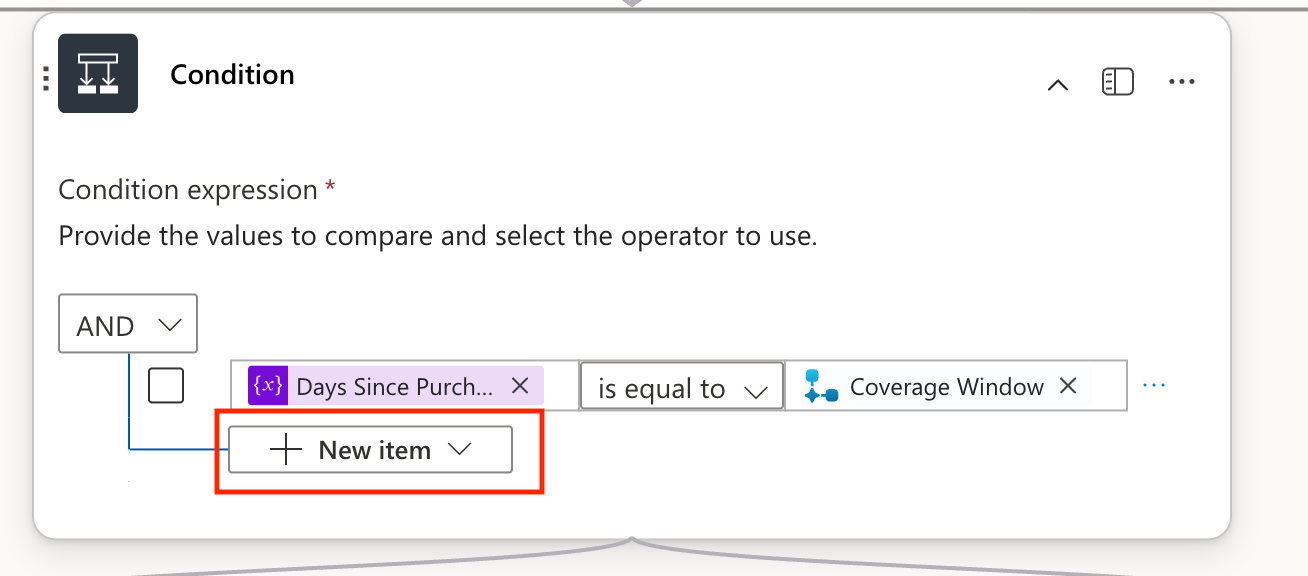 Condition
Condition expression *
Provide the values to compare and select the operator to use.
AND
{x} Days Since Purch... is equal to Coverage Window
New item